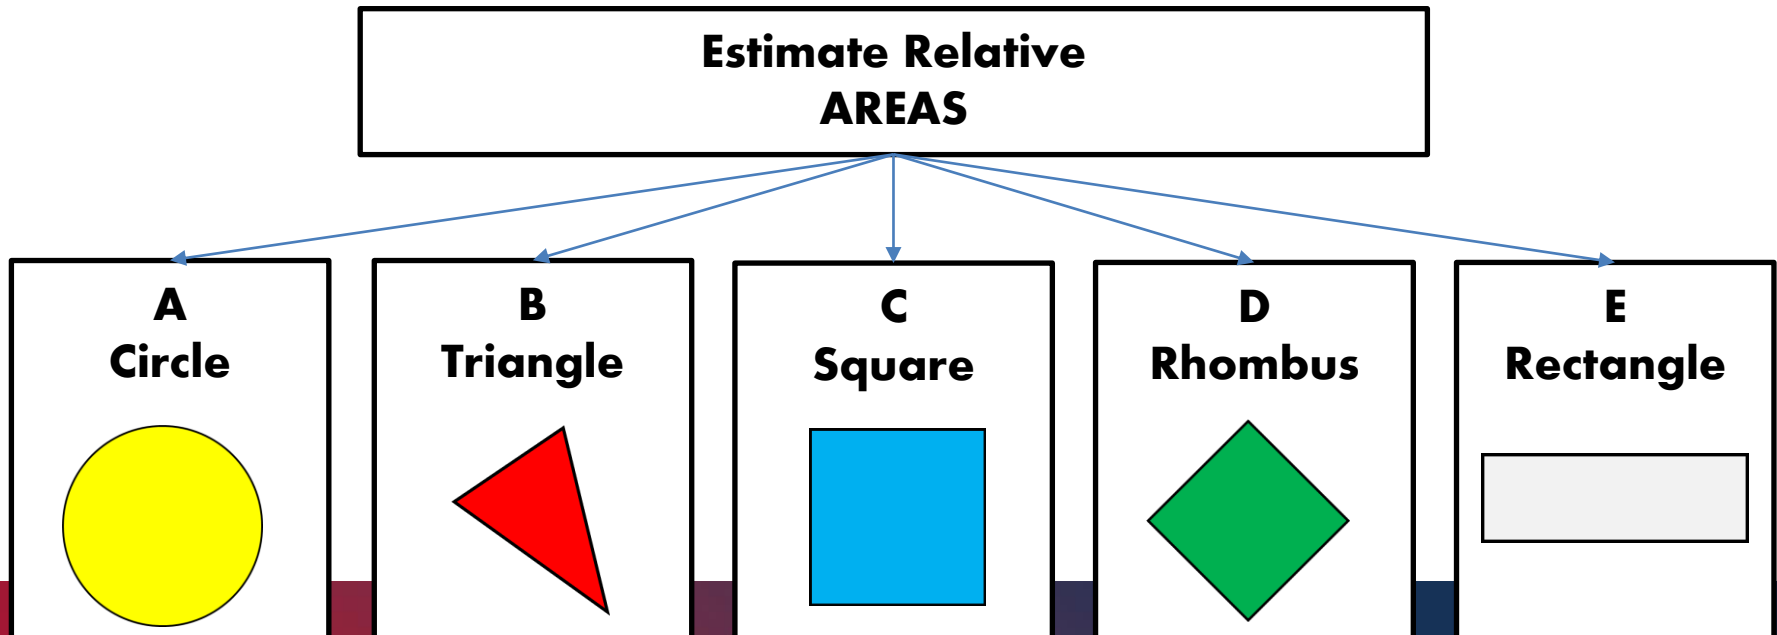 Estimate Relative
AREAS
A
Circle
B
Triangle
C
Square
D
Rhombus
E
Rectangle